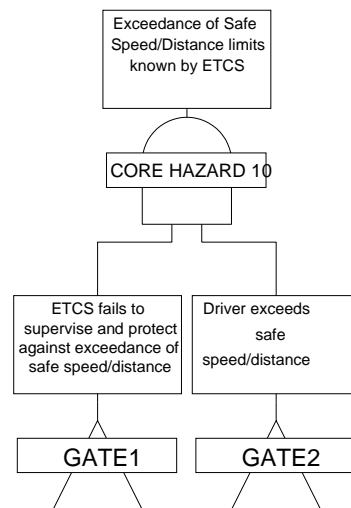 Exceedance of Safe
Speed/Distance limits
known by ETCS
CORE HAZARD 10
ETCS fails to
supervise and protect
against exceedance of
safe speed/distance
Driver exceeds
safe
speed/distance
GATE1
GATE2